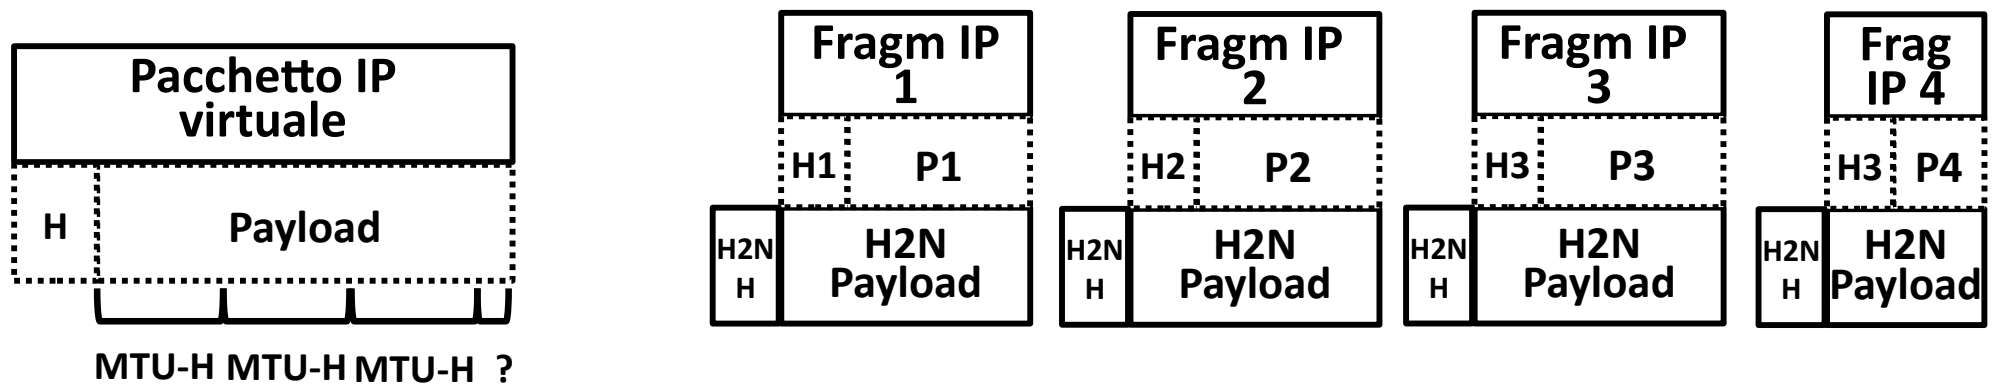 Pacchetto IP
virtuale
H
Payload
MTU-H MTU-H MTU-H ?
Fragm IP
1
H1
P1
H2N
H
H2N
Payload
Fragm IP
2
H2
P2
H2N
H
H2N
Payload
Fragm IP
3
H3
P3
H2N
H
H2N
Payload
Frag
IP 4
H3
P4
H2N
H
H2N
Payload